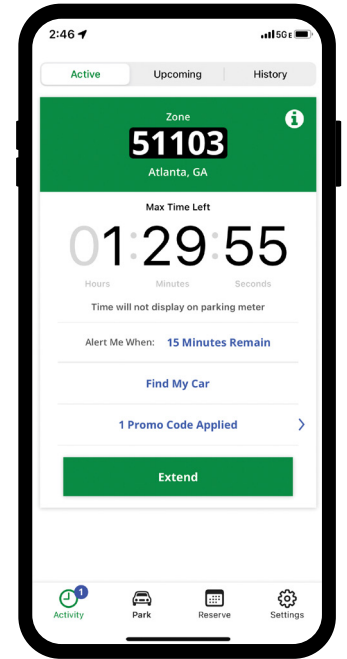 2:46 5G E
Active Upcoming History
Zone
51103
Atlanta, GA
Max Time Left
01:29:55
Hours Minutes Seconds
Time will not display on parking meter
Alert Me When: 15 Minutes Remain
Find My Car
1 Promo Code Applied
Extend
1
Activity Park Reserve Settings